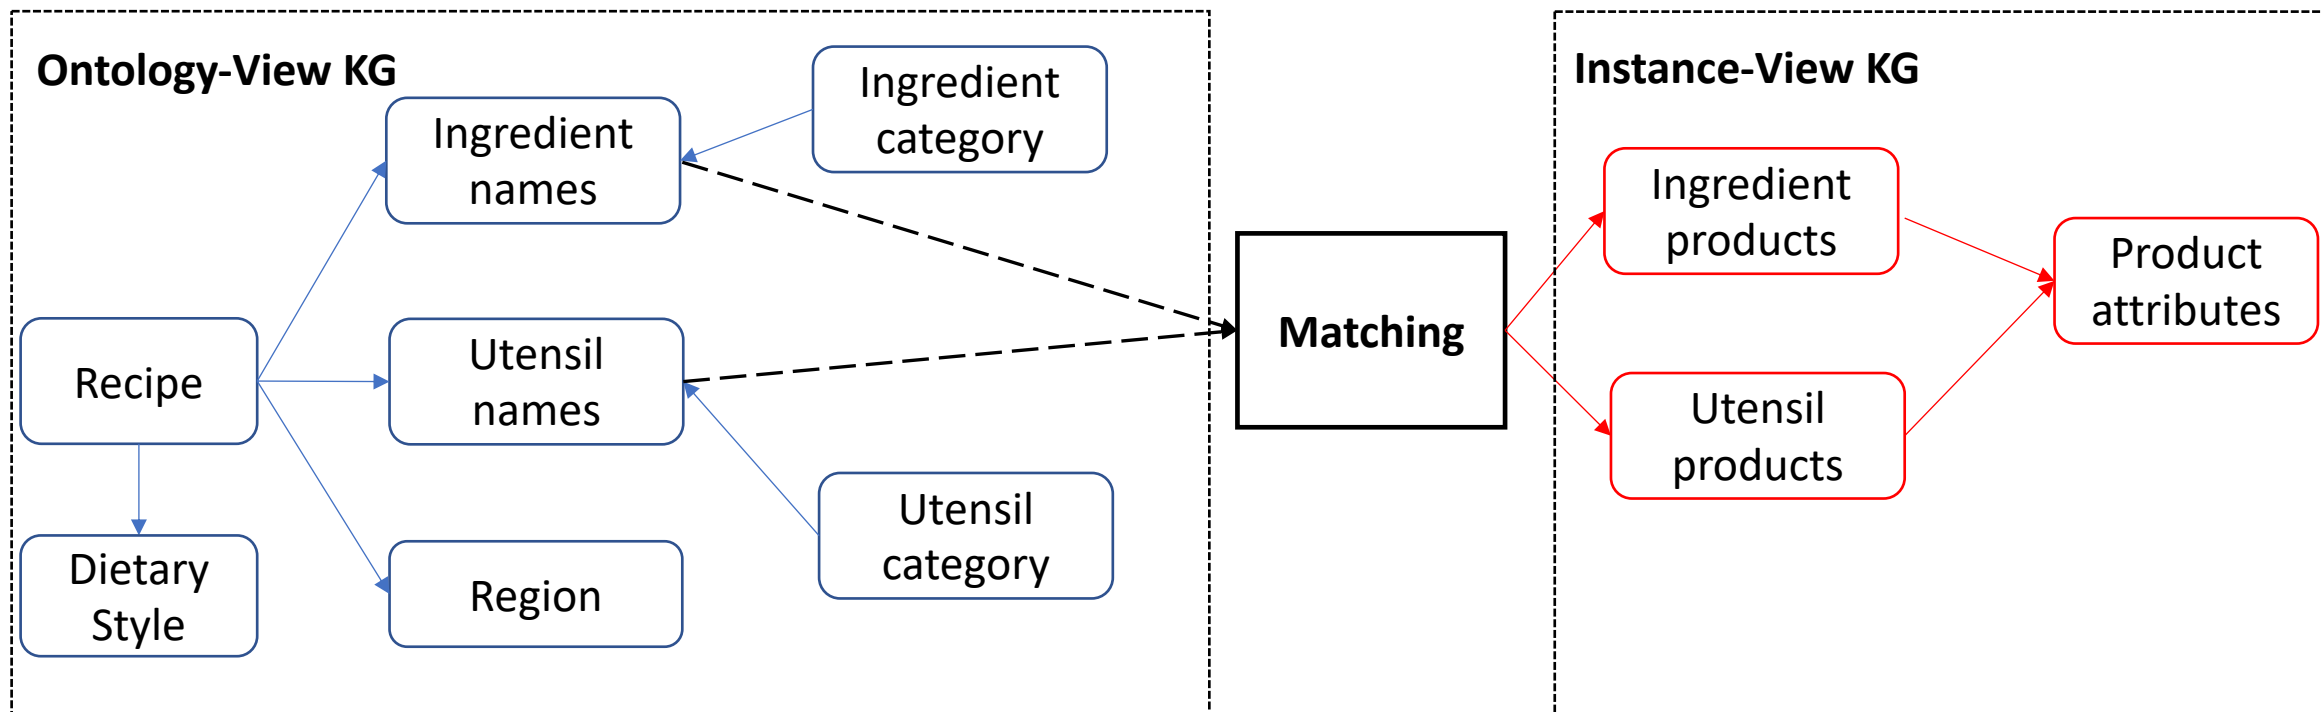 Ontology-View KG
Ingredient
names
Ingredient
category
Recipe
Utensil
names
Dietary
Style
Region
Utensil
category
Matching
Instance-View KG
Ingredient
products
Utensil
products
Product
attributes